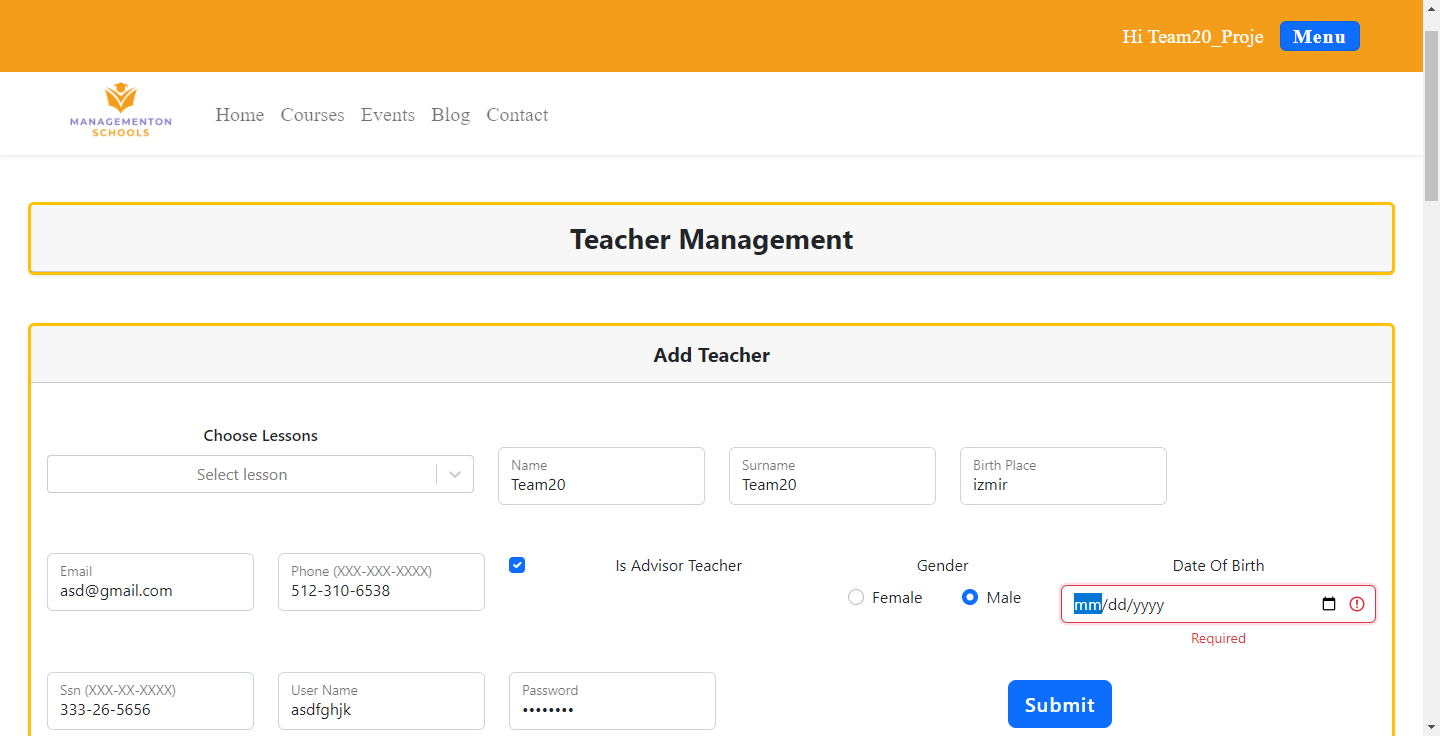 Hi Team20_Proje Menu
MANAGEMENTON
SCHOOLS
Home Courses Events Blog Contact
Teacher Management
Add Teacher
Choose Lessons
Select lesson
Name
Team20
Surname
Team20
Birth Place
izmir
Email
asd@gmail.com
Phone (XXX-XXX-XXXX)
512-310-6538
Is Advisor Teacher
Gender
Female Male
Date Of Birth
mm/dd/yyyy
Required
Ssn (XXX-XX-XXXX)
333-26-5656
User Name
asdfghjk
Password
••••••••
Submit